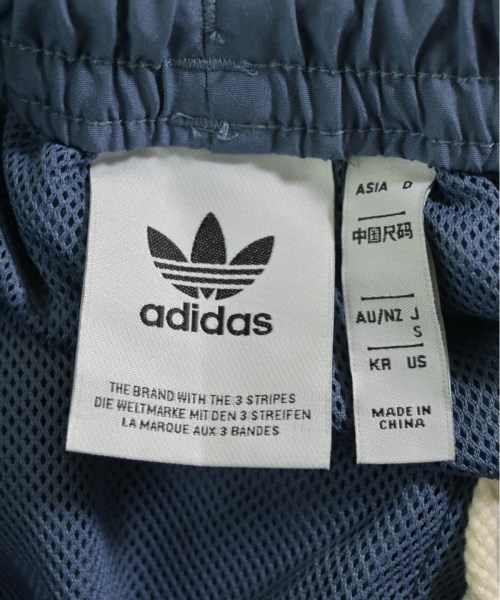 adidas
THE BRAND WITH THE 3 STRIPES
DIE WELTMARKE MIT DEN 3 STREIFEN
LA MARQUE AUX 3 BANDES
ASIA D
中国尺码
AU/NZ J
S
KR US
MADE IN
CHINA